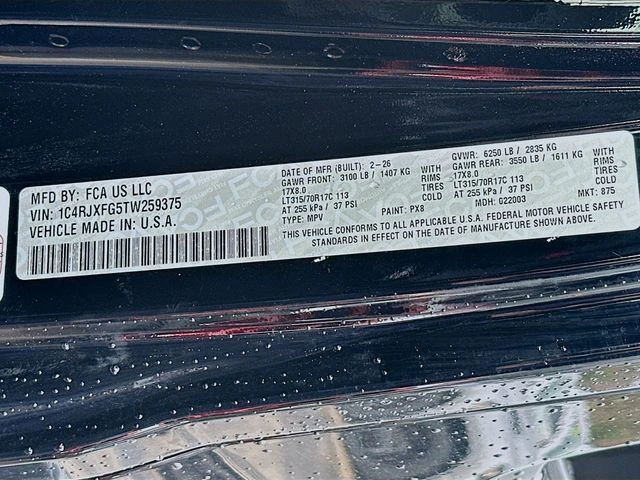 MFD BY: FCA US LLC
VIN: 1C4RJXFG5TW259375
VEHICLE MADE IN: U.S.A.
DATE OF MFR (BUILT): 2-26
GAWR FRONT: 3100 LB / 1407 KG
17X8.0 WITH RIMS
LT315/70R17C 113 TIRES
AT 255 kPa / 37 PSI COLD
TYPE: MPV PAINT: PX8
GVWR: 6250 LB / 2835 KG
GAWR REAR: 3550 LB / 1611 KG
17X8.0 WITH RIMS
LT315/70R17C 113 TIRES
AT 255 kPa / 37 PSI COLD
MDH: 022003 MKT: 875
THIS VEHICLE CONFORMS TO ALL APPLICABLE U.S.A. FEDERAL MOTOR VEHICLE SAFETY
STANDARDS IN EFFECT ON THE DATE OF MANUFACTURE SHOWN ABOVE.